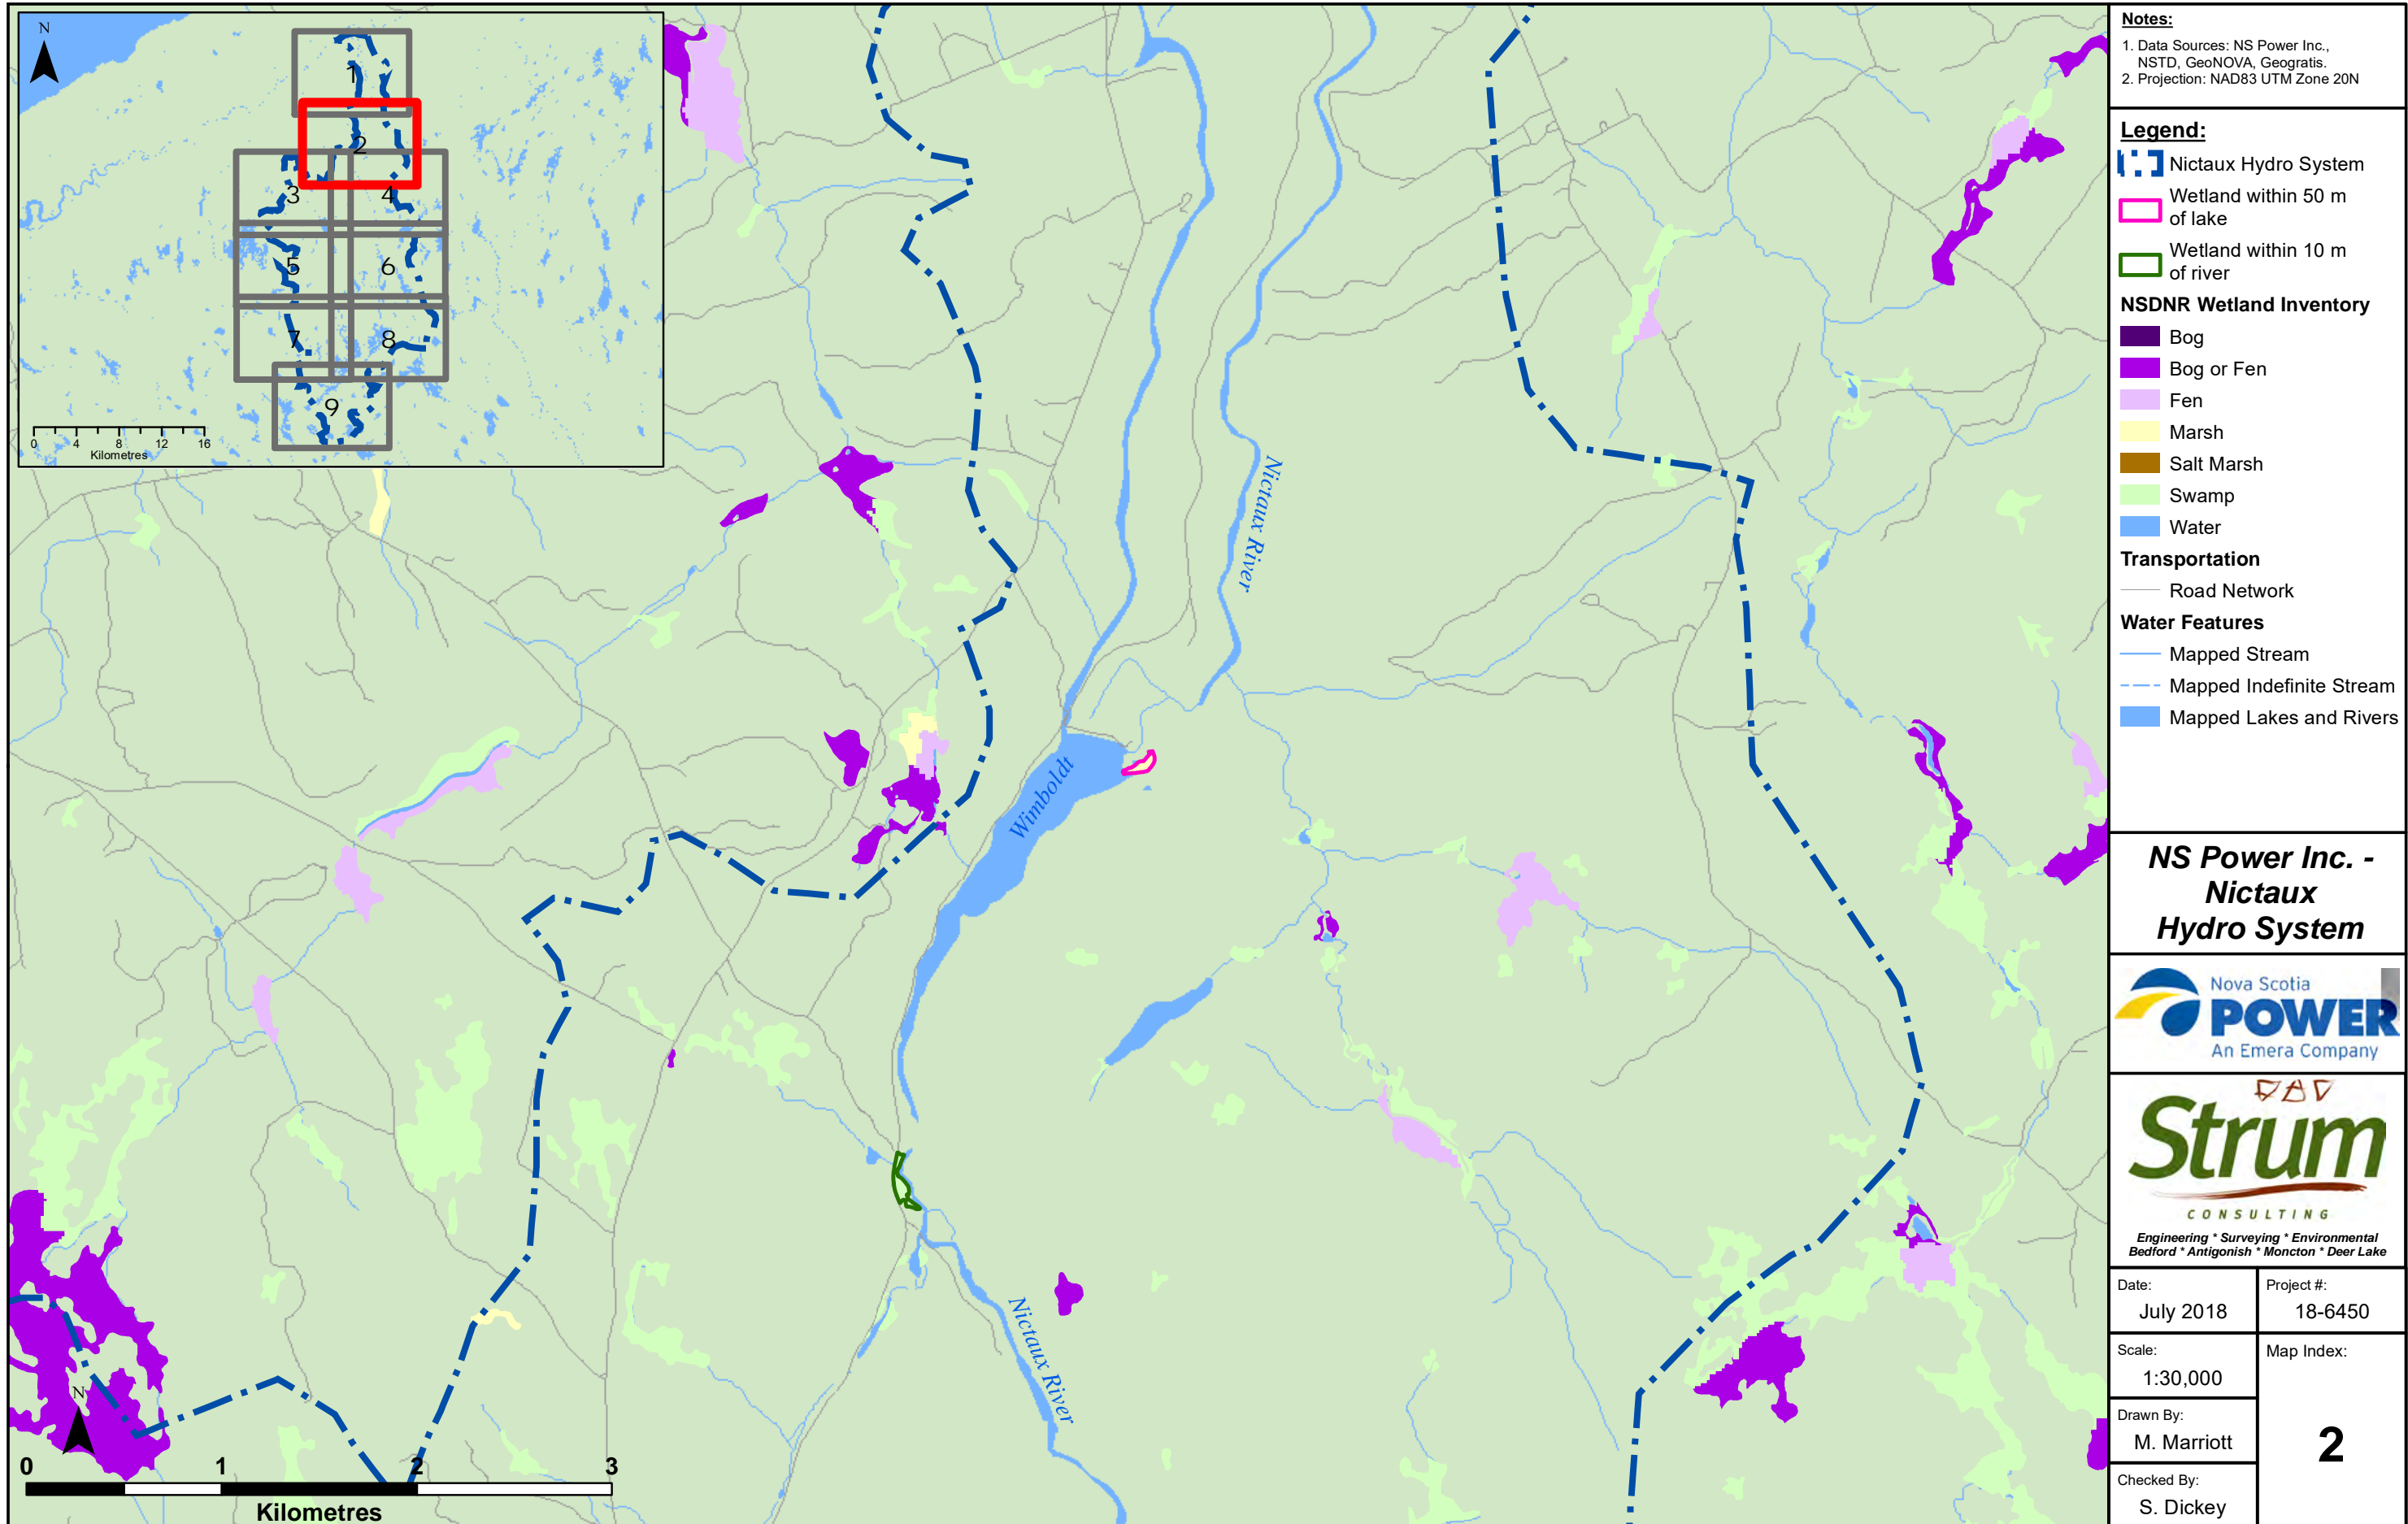 N
1
2
3
4
5
6
7
8
9
0 4 8 12 16
Kilometres
Nictaux River
Wimboldt
Nictaux River
N
0 1 2 3
Kilometres
Notes:
1. Data Sources: NS Power Inc.,
NSTD, GeoNOVA, Geogratis.
2. Projection: NAD83 UTM Zone 20N
Legend:
Nictaux Hydro System
Wetland within 50 m
of lake
Wetland within 10 m
of river
NSDNR Wetland Inventory
Bog
Bog or Fen
Fen
Marsh
Salt Marsh
Swamp
Water
Transportation
Road Network
Water Features
Mapped Stream
Mapped Indefinite Stream
Mapped Lakes and Rivers
NS Power Inc. -
Nictaux
Hydro System
Nova Scotia
POWER
An Emera Company
Strum
CONSULTING
Engineering * Surveying * Environmental
Bedford * Antigonish * Moncton * Deer Lake
Date:
July 2018
Project #:
18-6450
Scale:
1:30,000
Map Index:
2
Drawn By:
M. Marriott
Checked By:
S. Dickey